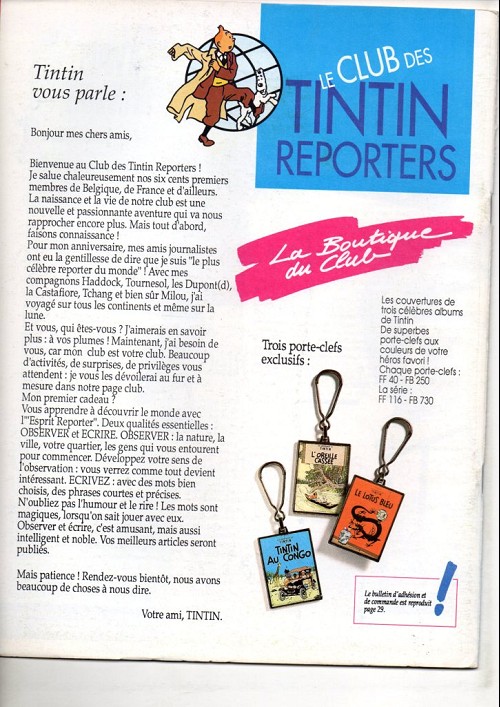 Tintin
vous parle :
Bonjour mes chers amis,
Bienvenue au Club des Tintin Reporters !
Je salue chaleureusement nos six cents premiers
membres de Belgique, de France et d'ailleurs.
La naissance et la vie de notre club est une
nouvelle et passionnante aventure qui va nous
rapprocher encore plus. Mais tout d'abord,
faisons connaissance !
Pour mon anniversaire, mes amis journalistes
ont eu la gentillesse de dire que je suis "le plus
célèbre reporter du monde" ! Avec mes
compagnons Haddock, Tournesol, les Dupont(d),
la Castafiore, Tchang et bien sûr Milou, j'ai
voyagé sur tous les continents et même sur la
lune.
Et vous, qui êtes-vous ? J'aimerais en savoir
plus : à vos plumes ! Maintenant, j'ai besoin de
vous, car mon club est votre club. Beaucoup
d'activités, de surprises, de privilèges vous
attendent : je vous les dévoilerai au fur et à
mesure dans notre page club.
Mon premier cadeau ?
Vous apprendre à découvrir le monde avec
l'"Esprit Reporter". Deux qualités essentielles :
OBSERVER et ECRIRE. OBSERVER : la nature, la
ville, votre quartier, les gens qui vous entourent
pour commencer. Développez votre sens de
l'observation : vous verrez comme tout devient
intéressant. ECRIVEZ : avec des mots bien
choisis, des phrases courtes et précises.
N'oubliez pas l'humour et le rire ! Les mots sont
magiques, lorsqu'on sait jouer avec eux.
Observer et écrire, c'est amusant, mais aussi
intelligent et noble. Vos meilleurs articles seront
publiés.
Mais patience ! Rendez-vous bientôt, nous avons
beaucoup de choses à nous dire.
Votre ami, TINTIN.
LE CLUB DES
TINTIN
REPORTERS
La Boutique
du Club
Les couvertures de
trois célèbres albums
de Tintin
De superbes
porte-clefs aux
couleurs de votre
héros favori !
Chaque porte-clefs :
FF 40 - FB 250
La série :
FF 116 - FB 730
Trois porte-clefs
exclusifs :
L'OREILLE
CASSÉE
LE LOTUS BLEU
TINTIN
AU CONGO
Le bulletin d'adhésion et
de commande est reproduit
page 29.
!